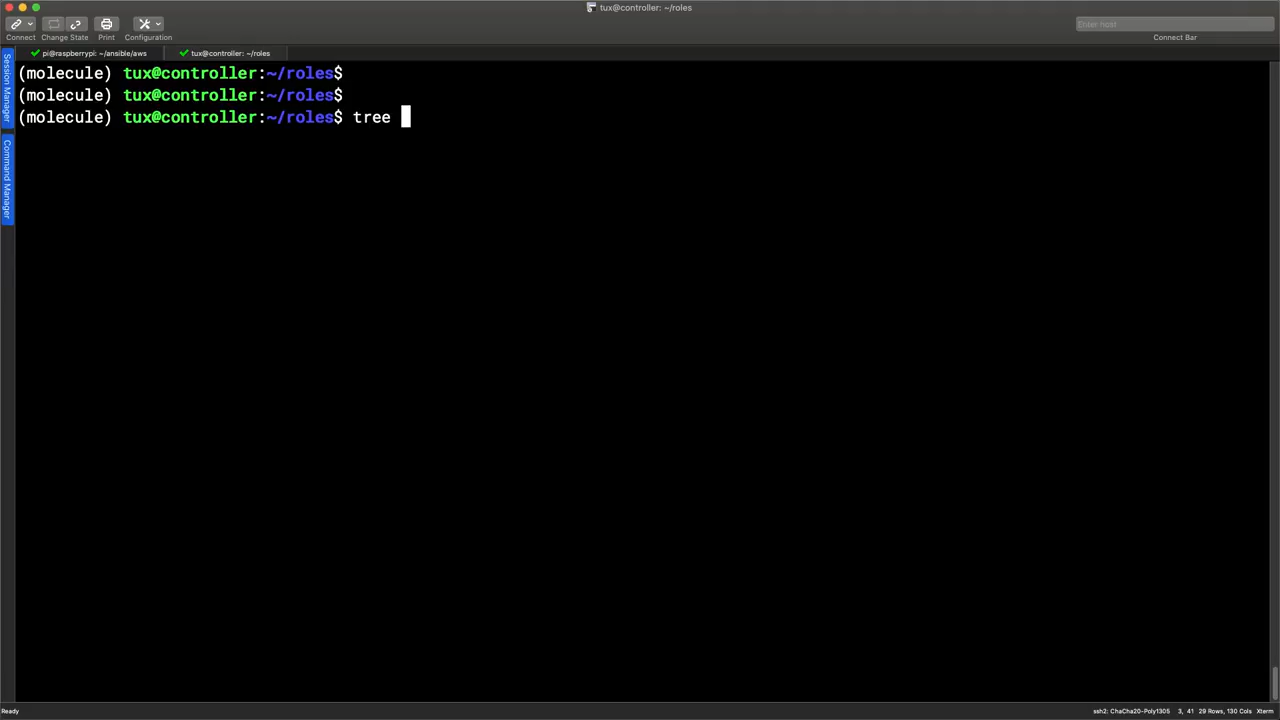 tux@controller: ~/roles
Enter host
Connect Change State Print Configuration Connect Bar
pi@raspberrypi: ~/ansible/aws tux@controller: ~/roles
Session Manager
Command Manager
(molecule) tux@controller:~/roles$
(molecule) tux@controller:~/roles$
(molecule) tux@controller:~/roles$ tree
Ready ssh2: ChaCha20-Poly1305 3, 41 29 Rows, 130 Cols Xterm